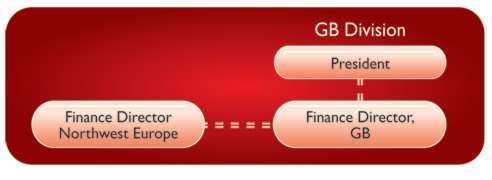 GB Division
President
Finance Director
Northwest Europe
Finance Director,
GB